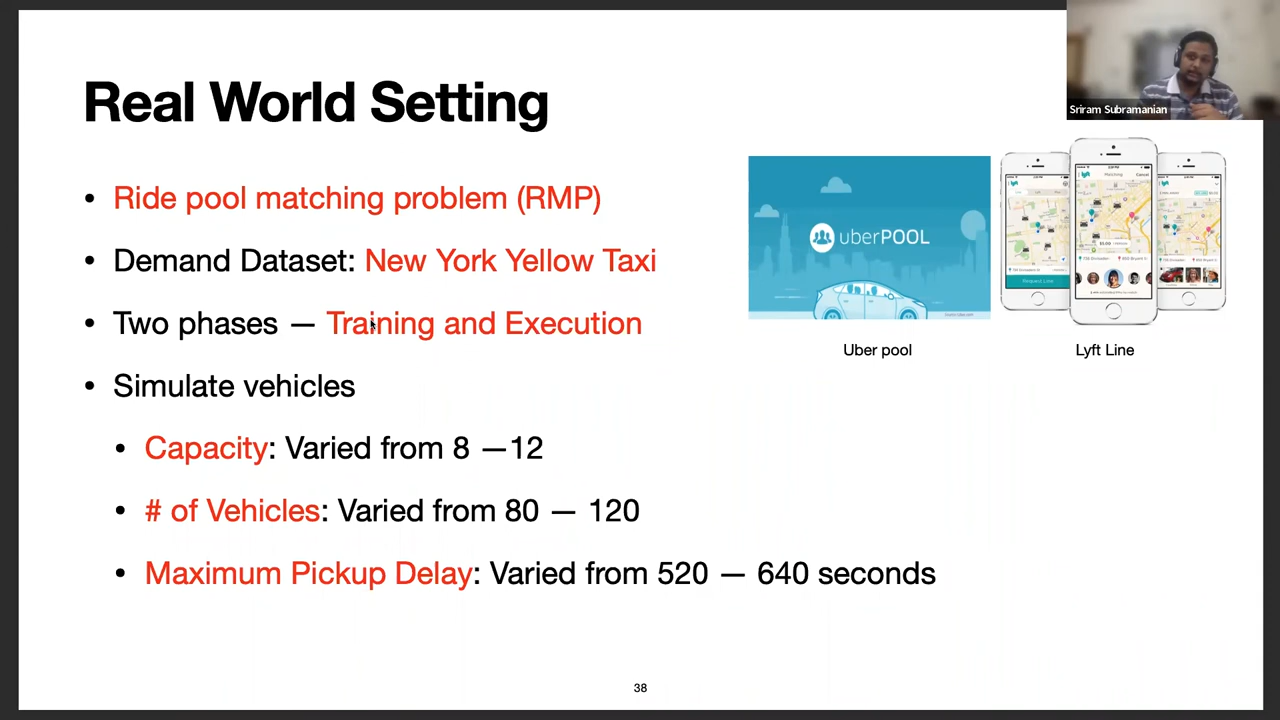 Real World Setting
Sriram Subramanian
• Ride pool matching problem (RMP)
• Demand Dataset: New York Yellow Taxi
• Two phases — Training and Execution
• Simulate vehicles
• Capacity: Varied from 8 —12
• # of Vehicles: Varied from 80 — 120
• Maximum Pickup Delay: Varied from 520 — 640 seconds
uberPOOL
Matching
Cancel
Uber pool
Lyft Line
38